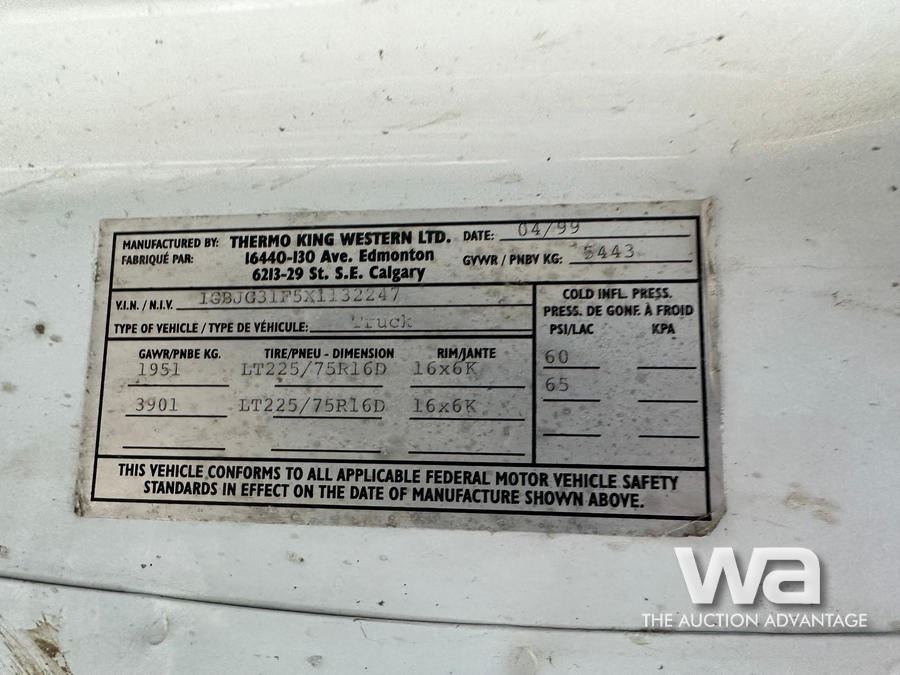 MANUFACTURED BY: THERMO KING WESTERN LTD. DATE: 04/99
FABRIQUÉ PAR: 16440-130 Ave. Edmonton GVWR / PNBV KG: 5443
6213-29 St. S.E. Calgary
V.I.N. / N.I.V. 1GBJG31F5X1132247
TYPE OF VEHICLE / TYPE DE VÉHICULE: Truck
COLD INFL. PRESS.
PRESS. DE GONF. À FROID
PSI/LAC KPA
GAWR/PNBE KG. TIRE/PNEU - DIMENSION RIM/JANTE
1951 LT225/75R16D 16x6K 60
3901 LT225/75R16D 16x6K 65
THIS VEHICLE CONFORMS TO ALL APPLICABLE FEDERAL MOTOR VEHICLE SAFETY
STANDARDS IN EFFECT ON THE DATE OF MANUFACTURE SHOWN ABOVE.
wa
THE AUCTION ADVANTAGE